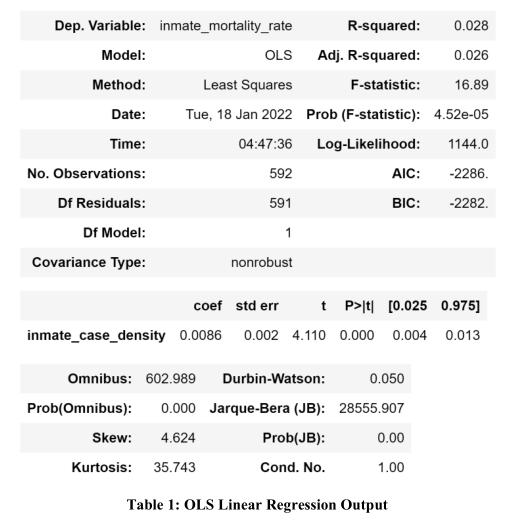 Dep. Variable: inmate_mortality_rate R-squared: 0.028
Model: OLS Adj. R-squared: 0.026
Method: Least Squares F-statistic: 16.89
Date: Tue, 18 Jan 2022 Prob (F-statistic): 4.52e-05
Time: 04:47:36 Log-Likelihood: 1144.0
No. Observations: 592 AIC: -2286.
Df Residuals: 591 BIC: -2282.
Df Model: 1
Covariance Type: nonrobust
coef std err t P>|t| [0.025 0.975]
inmate_case_density 0.0086 0.002 4.110 0.000 0.004 0.013
Omnibus: 602.989 Durbin-Watson: 0.050
Prob(Omnibus): 0.000 Jarque-Bera (JB): 28555.907
Skew: 4.624 Prob(JB): 0.00
Kurtosis: 35.743 Cond. No. 1.00
Table 1: OLS Linear Regression Output